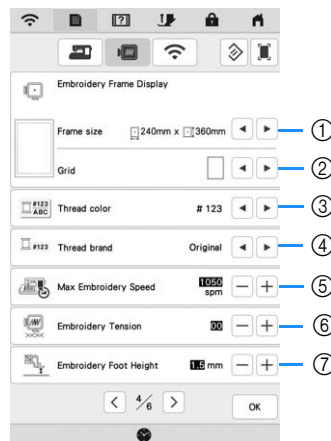 Embroidery Frame Display
Frame size 240mm x 360mm ①
Grid ②
#123 ABC Thread color # 123 ③
#123 Thread brand Original ④
Max Embroidery Speed 1050 spm ⑤
Embroidery Tension 00 ⑥
Embroidery Foot Height 1.5 mm ⑦
< 4/6 > OK